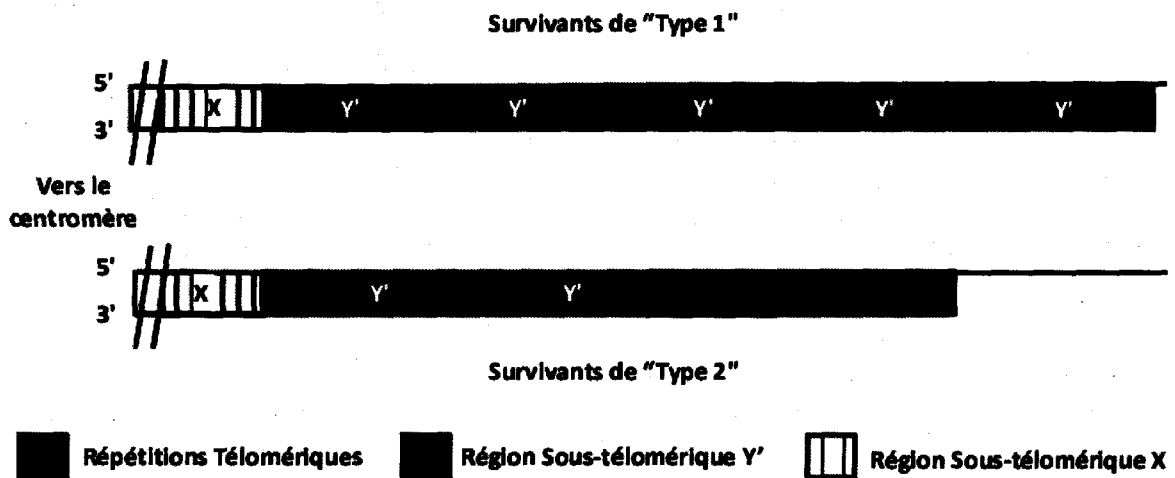 Survivants de "Type 1"
5'
X Y' Y' Y' Y' Y'
3'
Vers le
centromère
5'
X Y' Y'
3'
Survivants de "Type 2"
Répétitions Télomériques Région Sous-télomérique Y' Région Sous-télomérique X